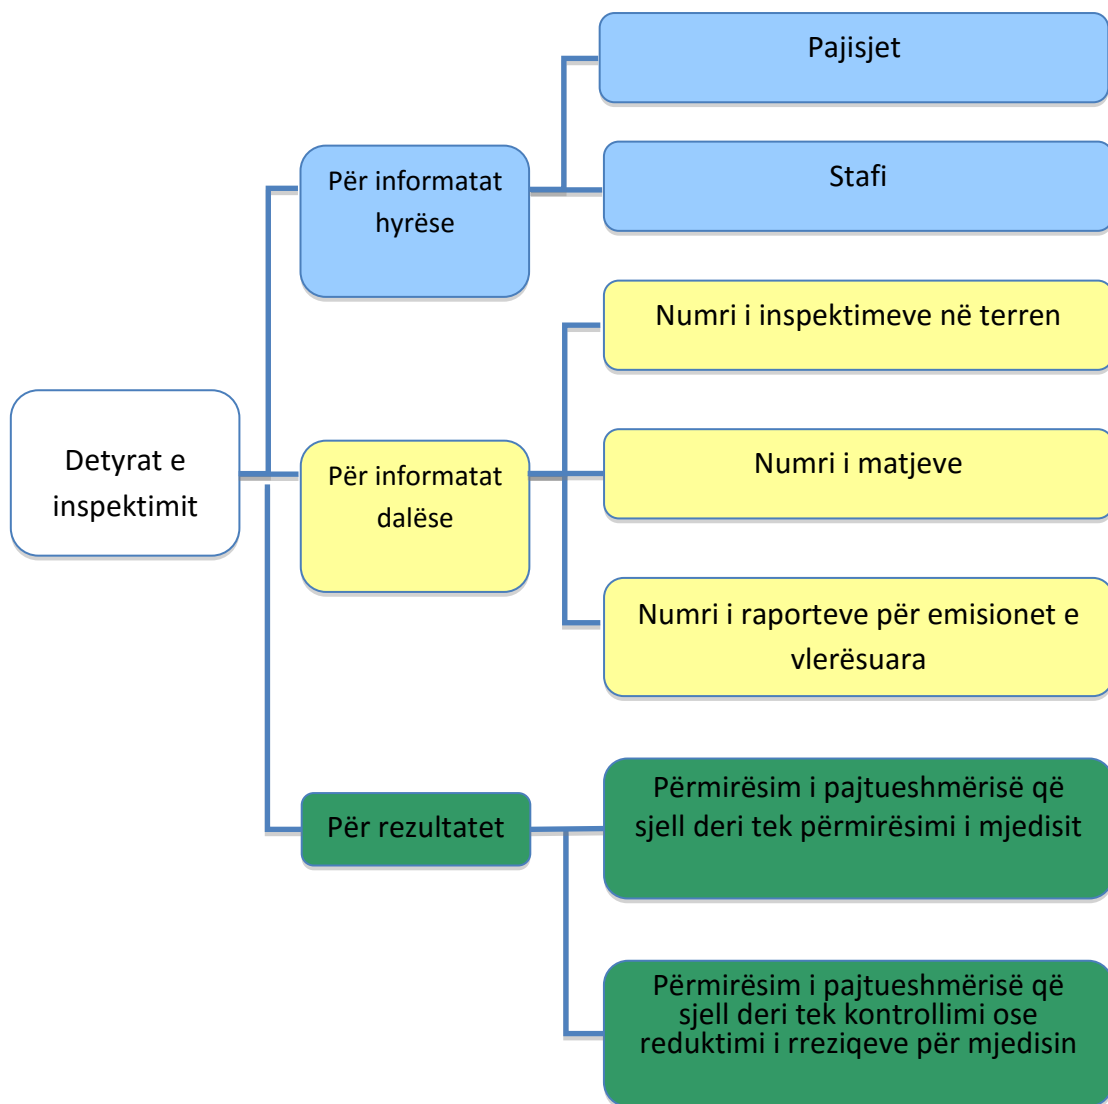 Pajisjet
Stafi
Për informatat
hyrëse
Numri i inspektimeve në terren
Detyrat e
inspektimit
Për informatat
dalëse
Numri i matjeve
Numri i raporteve për emisionet e
vlerësuara
Për rezultatet
Përmirësim i pajtueshmërisë që
sjell deri tek përmirësimi i mjedisit
Përmirësim i pajtueshmërisë që
sjell deri tek kontrollimi ose
reduktimi i rreziqeve për mjedisin